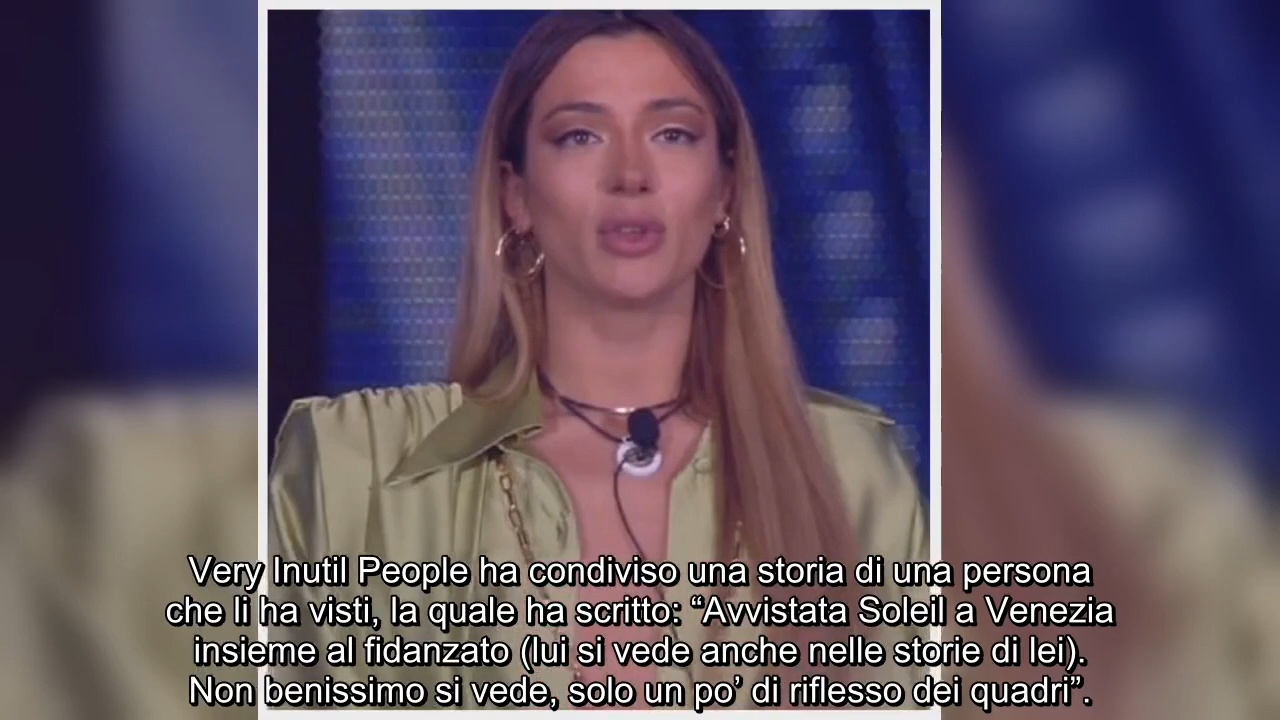 Very Inutil People ha condiviso una storia di una persona
che li ha visti, la quale ha scritto: “Avvistata Soleil a Venezia
insieme al fidanzato (lui si vede anche nelle storie di lei).
Non benissimo si vede, solo un po’ di riflesso dei quadri”.